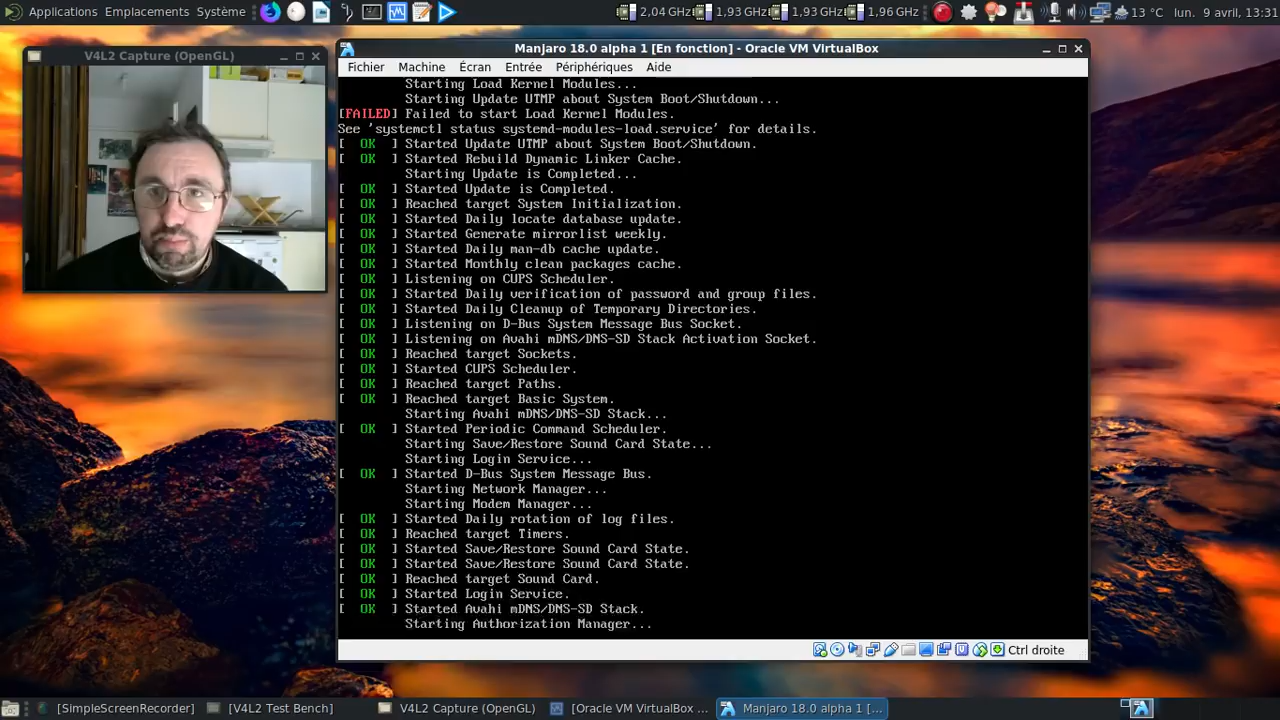 Applications Emplacements Système 2,04 GHz 1,93 GHz 1,93 GHz 1,96 GHz 13 °C lun. 9 avril, 13:31
V4L2 Capture (OpenGL)
Manjaro 18.0 alpha 1 [En fonction] - Oracle VM VirtualBox
Fichier Machine Écran Entrée Périphériques Aide
Starting Load Kernel Modules...
Starting Update UTMP about System Boot/Shutdown...
[FAILED] Failed to start Load Kernel Modules.
See 'systemctl status systemd-modules-load.service' for details.
[ OK ] Started Update UTMP about System Boot/Shutdown.
[ OK ] Started Rebuild Dynamic Linker Cache.
Starting Update is Completed...
[ OK ] Started Update is Completed.
[ OK ] Reached target System Initialization.
[ OK ] Started Daily locate database update.
[ OK ] Started Generate mirrorlist weekly.
[ OK ] Started Daily man-db cache update.
[ OK ] Started Monthly clean packages cache.
[ OK ] Listening on CUPS Scheduler.
[ OK ] Started Daily verification of password and group files.
[ OK ] Started Daily Cleanup of Temporary Directories.
[ OK ] Listening on D-Bus System Message Bus Socket.
[ OK ] Listening on Avahi mDNS/DNS-SD Stack Activation Socket.
[ OK ] Reached target Sockets.
[ OK ] Started CUPS Scheduler.
[ OK ] Reached target Paths.
[ OK ] Reached target Basic System.
Starting Avahi mDNS/DNS-SD Stack...
[ OK ] Started Periodic Command Scheduler.
Starting Save/Restore Sound Card State...
Starting Login Service...
[ OK ] Started D-Bus System Message Bus.
Starting Network Manager...
Starting Modem Manager...
[ OK ] Started Daily rotation of log files.
[ OK ] Reached target Timers.
[ OK ] Started Save/Restore Sound Card State.
[ OK ] Started Save/Restore Sound Card State.
[ OK ] Reached target Sound Card.
[ OK ] Started Login Service.
[ OK ] Started Avahi mDNS/DNS-SD Stack.
Starting Authorization Manager...
Ctrl droite
[SimpleScreenRecorder] [V4L2 Test Bench] V4L2 Capture (OpenGL) [Oracle VM VirtualBox ... Manjaro 18.0 alpha 1 [...